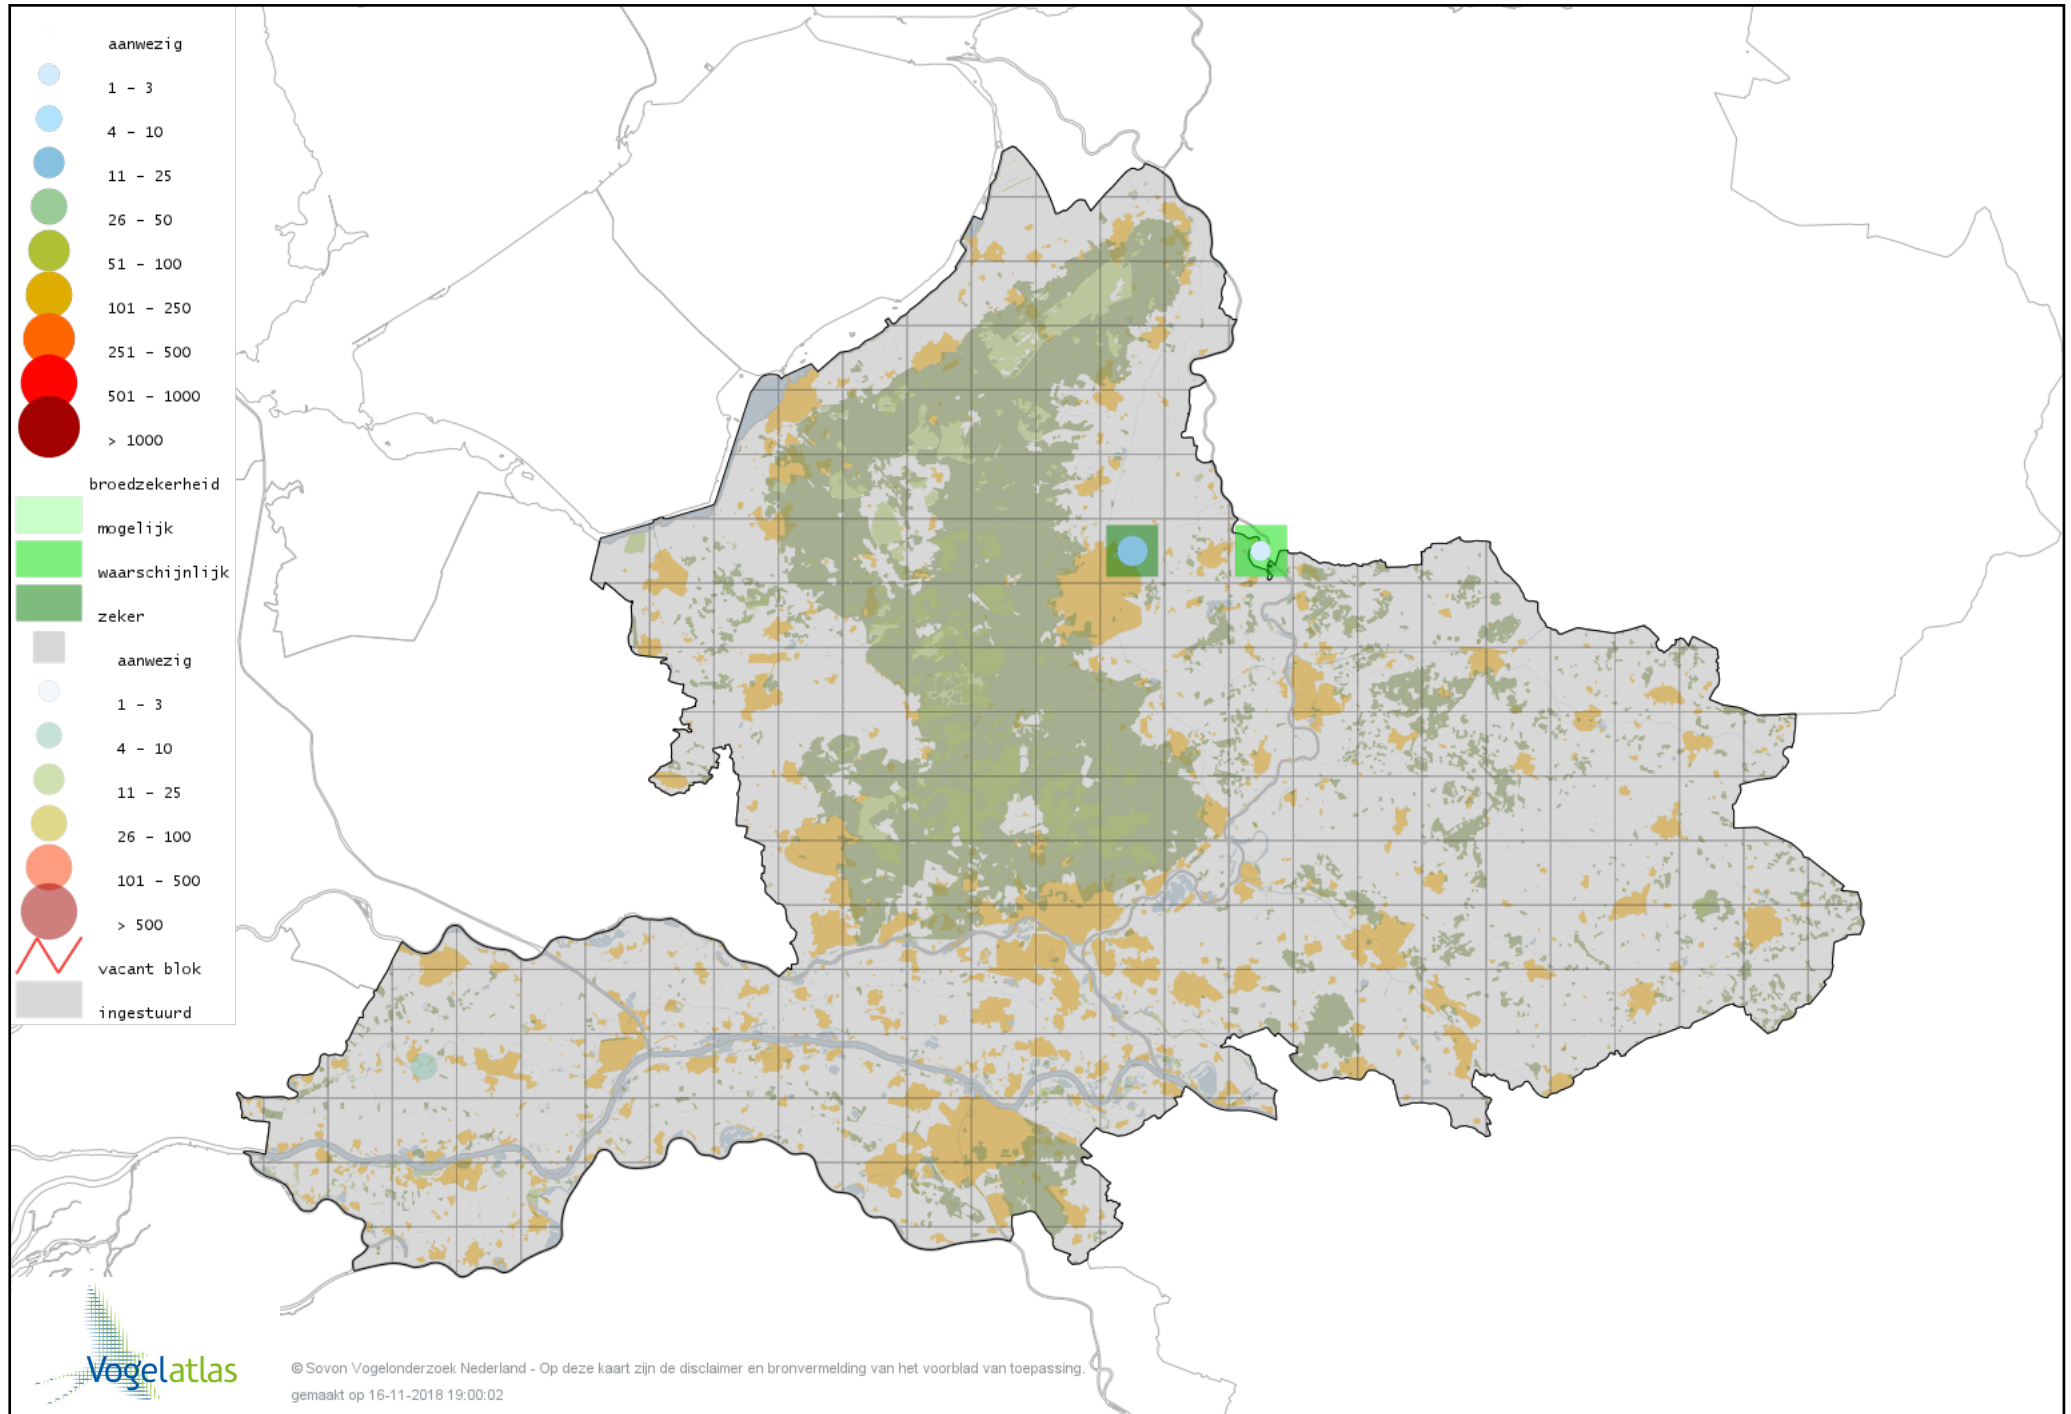 aanwezig
1 - 3
4 - 10
11 - 25
26 - 50
51 - 100
101 - 250
251 - 500
501 - 1000
> 1000
broedzekerheid
mogelijk
waarschijnlijk
zeker
aanwezig
1 - 3
4 - 10
11 - 25
26 - 100
101 - 500
> 500
vacant blok
ingestuurd
Vogelatlas
© Sovon Vogelonderzoek Nederland - Op deze kaart zijn de disclaimer en bronvermelding van het voorblad van toepassing.
gemaakt op 16-11-2018 19:00:02